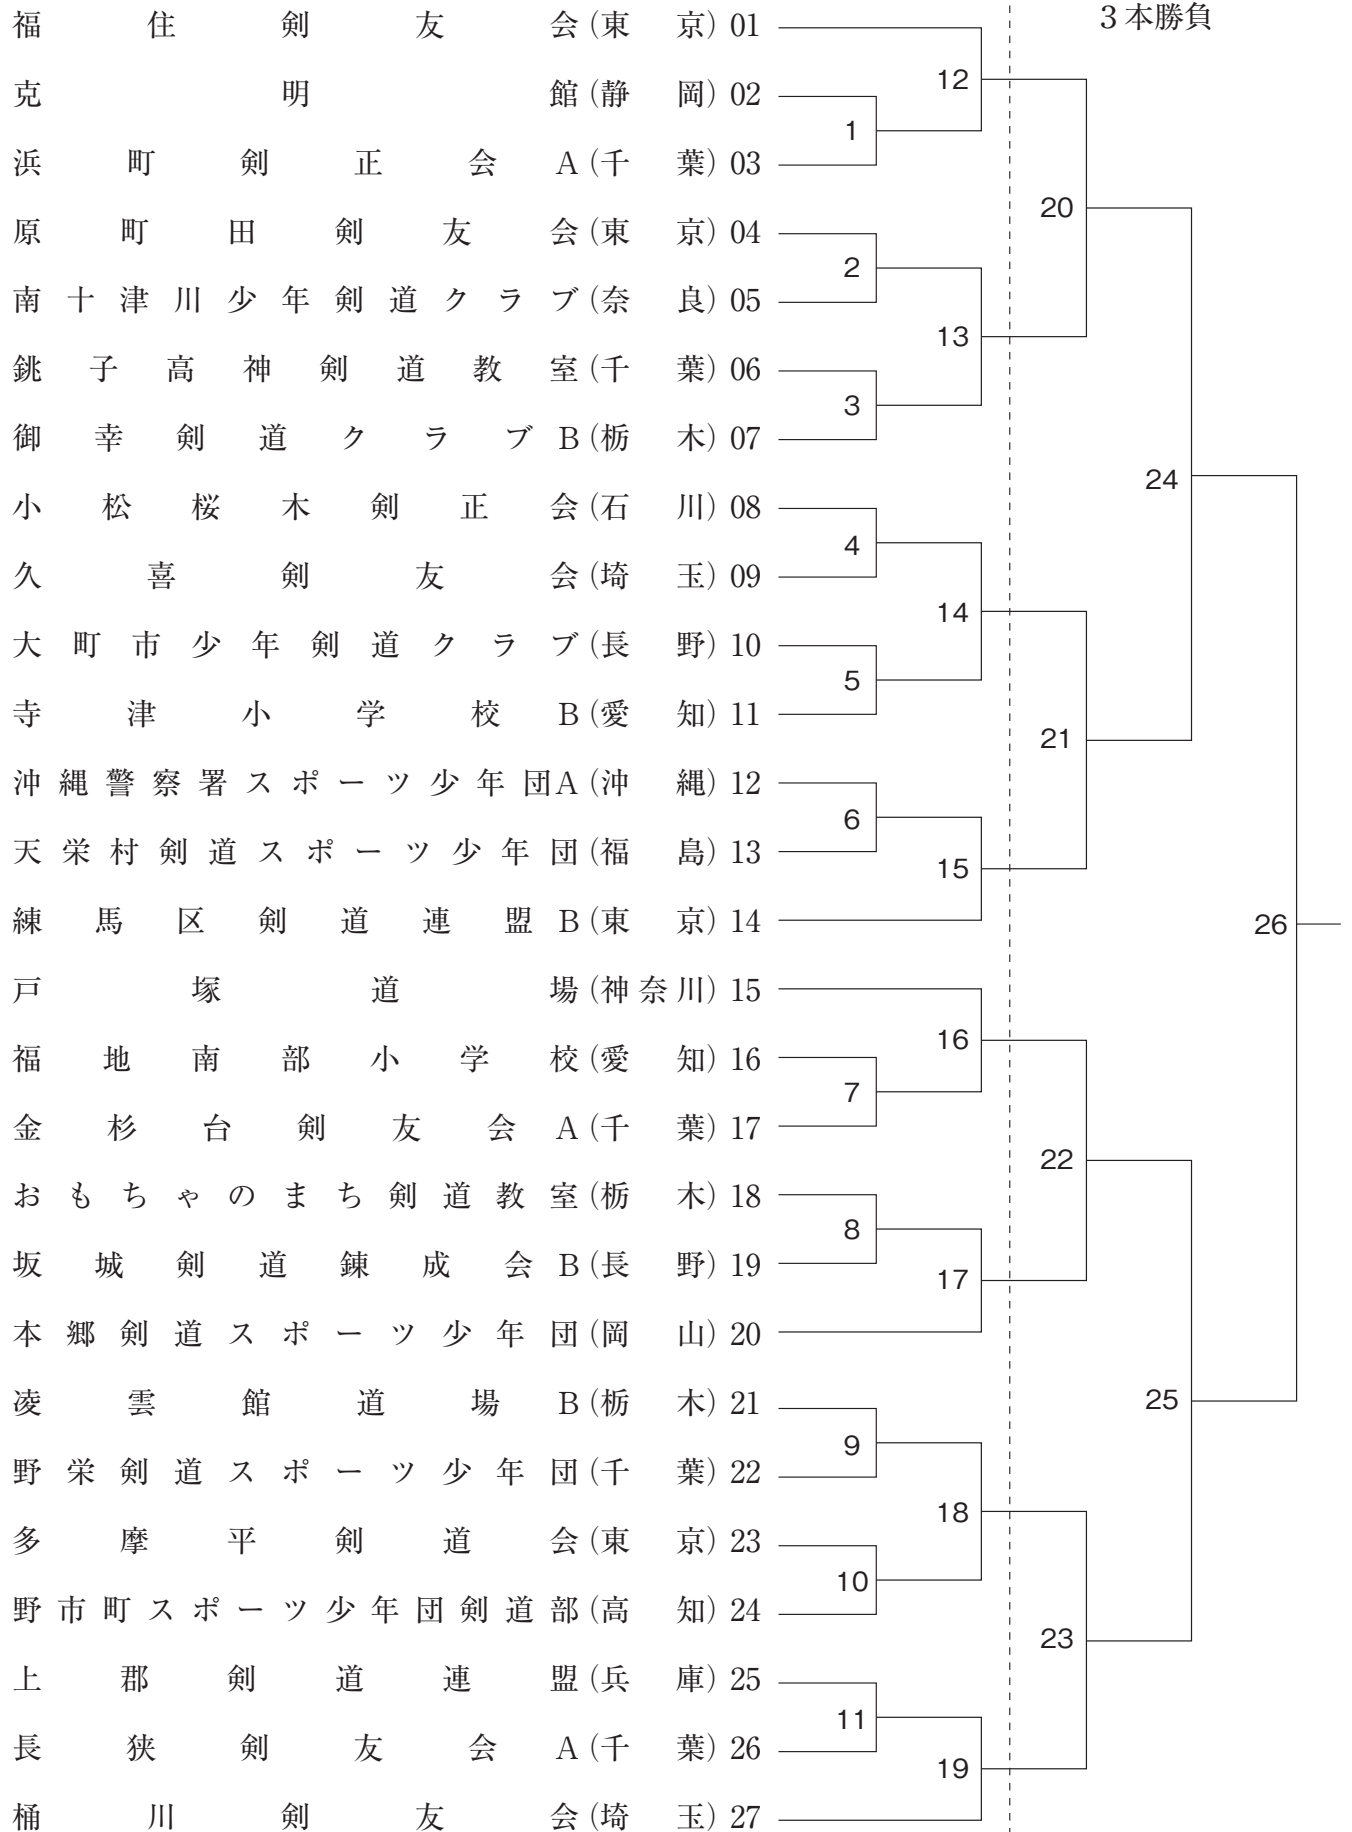 3本勝負
福住剣友会(東京)01
克明館(静岡)02
浜町剣正会A(千葉)03
原町田剣友会(東京)04
南十津川少年剣道クラブ(奈良)05
銚子高神剣道教室(千葉)06
御幸剣道クラブB(栃木)07
小松桜木剣正会(石川)08
久喜剣友会(埼玉)09
大町市少年剣道クラブ(長野)10
寺津小学校B(愛知)11
沖縄警察署スポーツ少年団A(沖縄)12
天栄村剣道スポーツ少年団(福島)13
練馬区剣道連盟B(東京)14
戸塚道場(神奈川)15
福地南部小学校(愛知)16
金杉台剣友会A(千葉)17
おもちゃのまち剣道教室(栃木)18
坂城剣道錬成会B(長野)19
本郷剣道スポーツ少年団(岡山)20
凌雲館道場B(栃木)21
野栄剣道スポーツ少年団(千葉)22
多摩平剣道会(東京)23
野市町スポーツ少年団剣道部(高知)24
上郡剣道連盟(兵庫)25
長狭剣友会A(千葉)26
桶川剣友会(埼玉)27
1
2
3
4
5
6
7
8
9
10
11
12
13
14
15
16
17
18
19
20
21
22
23
24
25
26